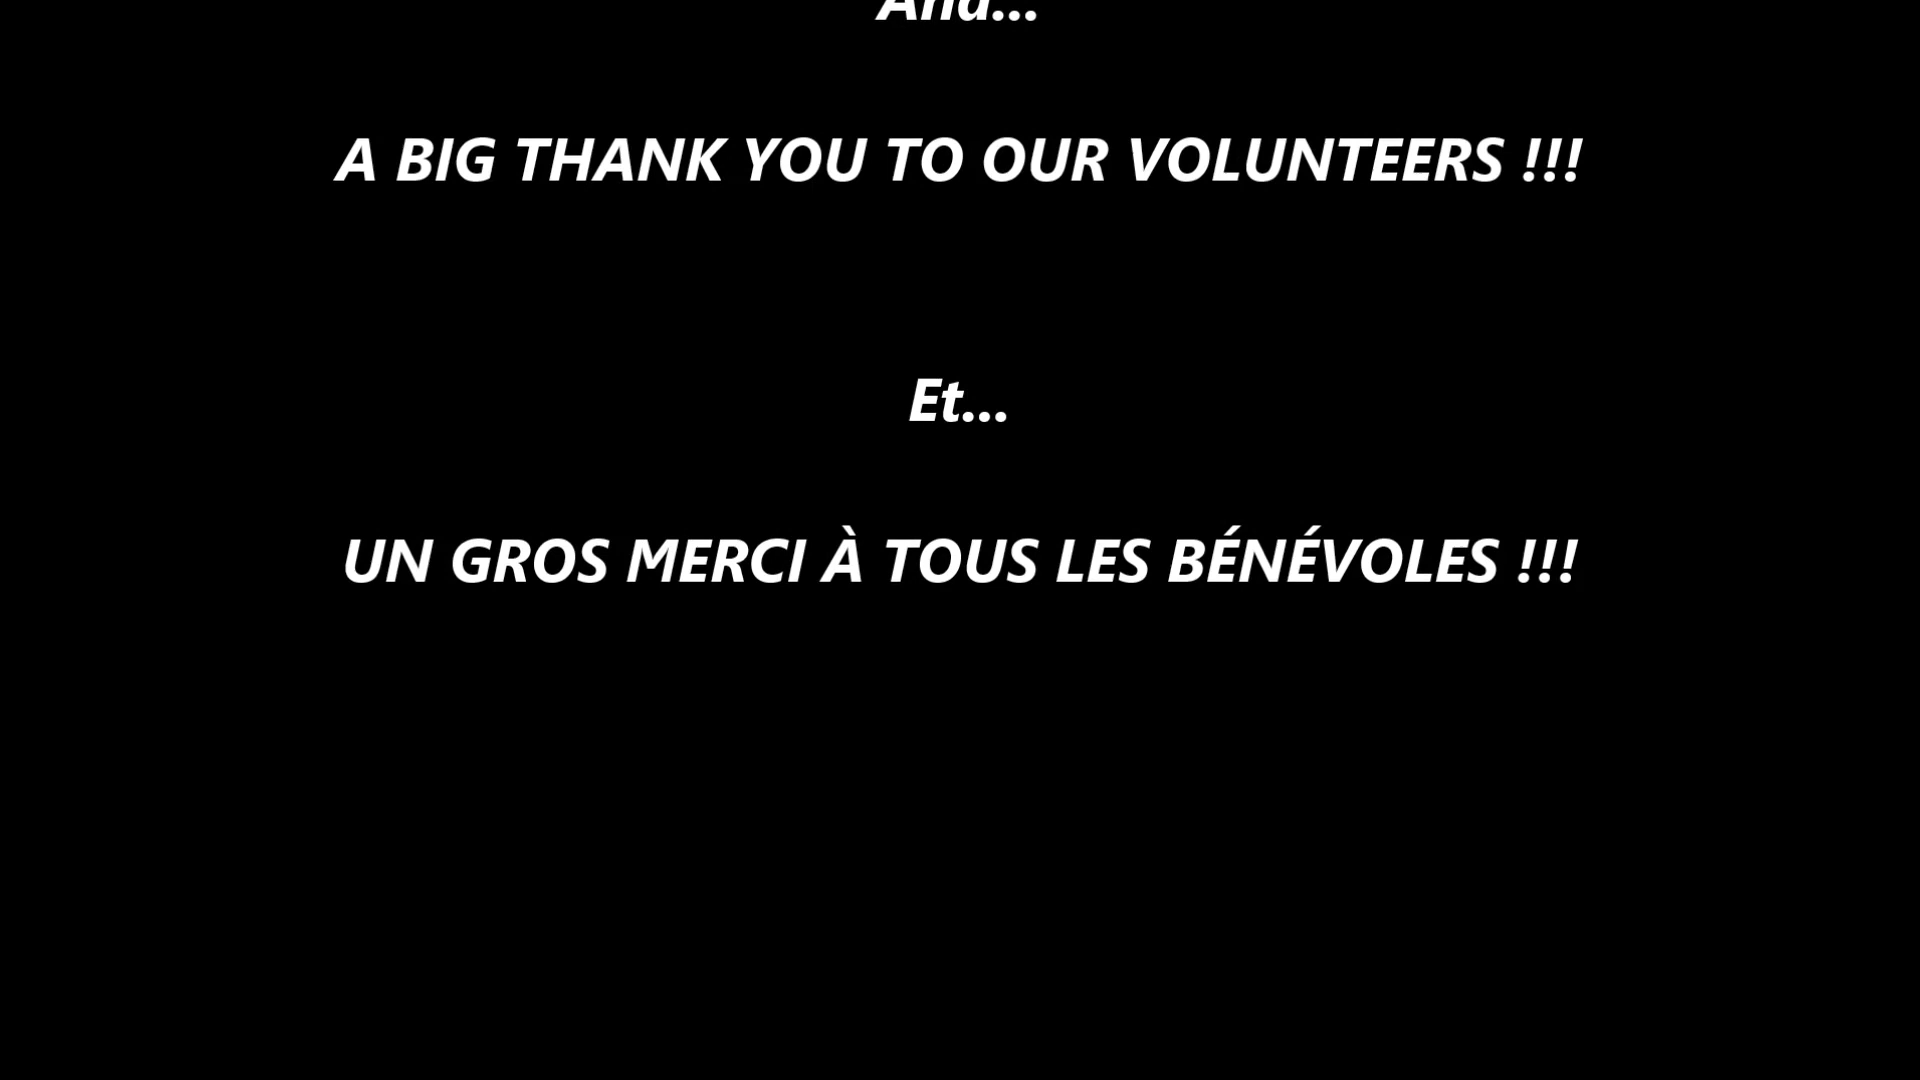 And...
A BIG THANK YOU TO OUR VOLUNTEERS !!!
Et...
UN GROS MERCI À TOUS LES BÉNÉVOLES !!!